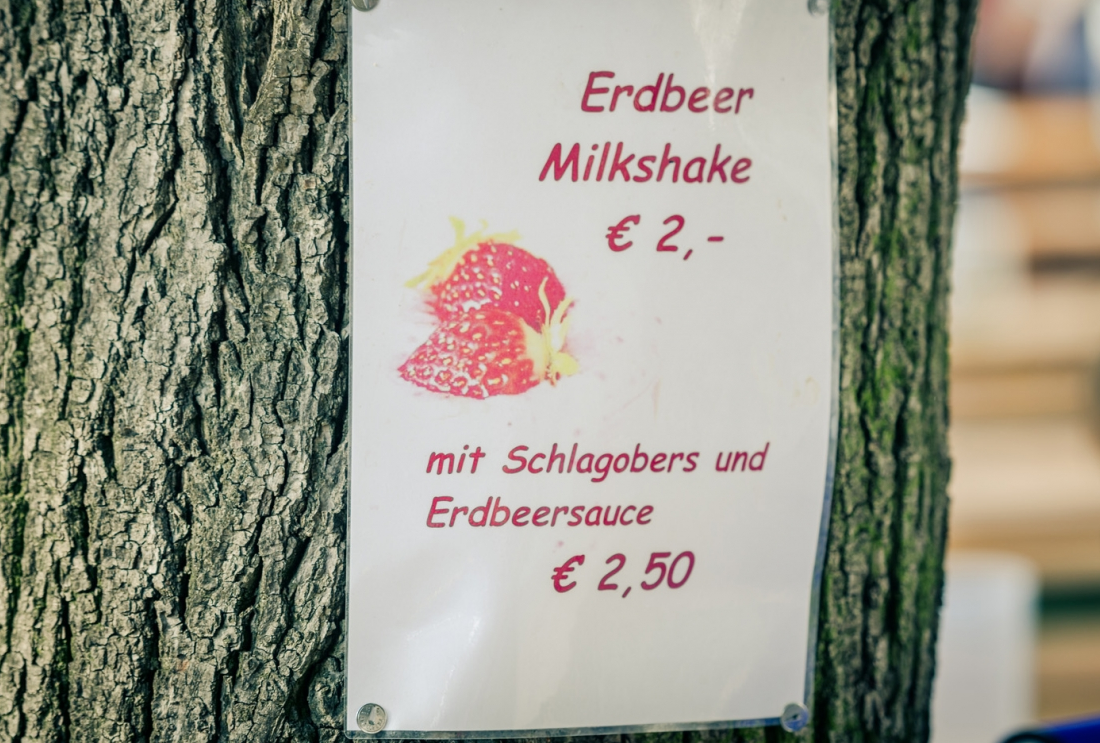 Erdbeer
Milkshake
€ 2,-
mit Schlagobers und
Erdbeersauce
€ 2,50